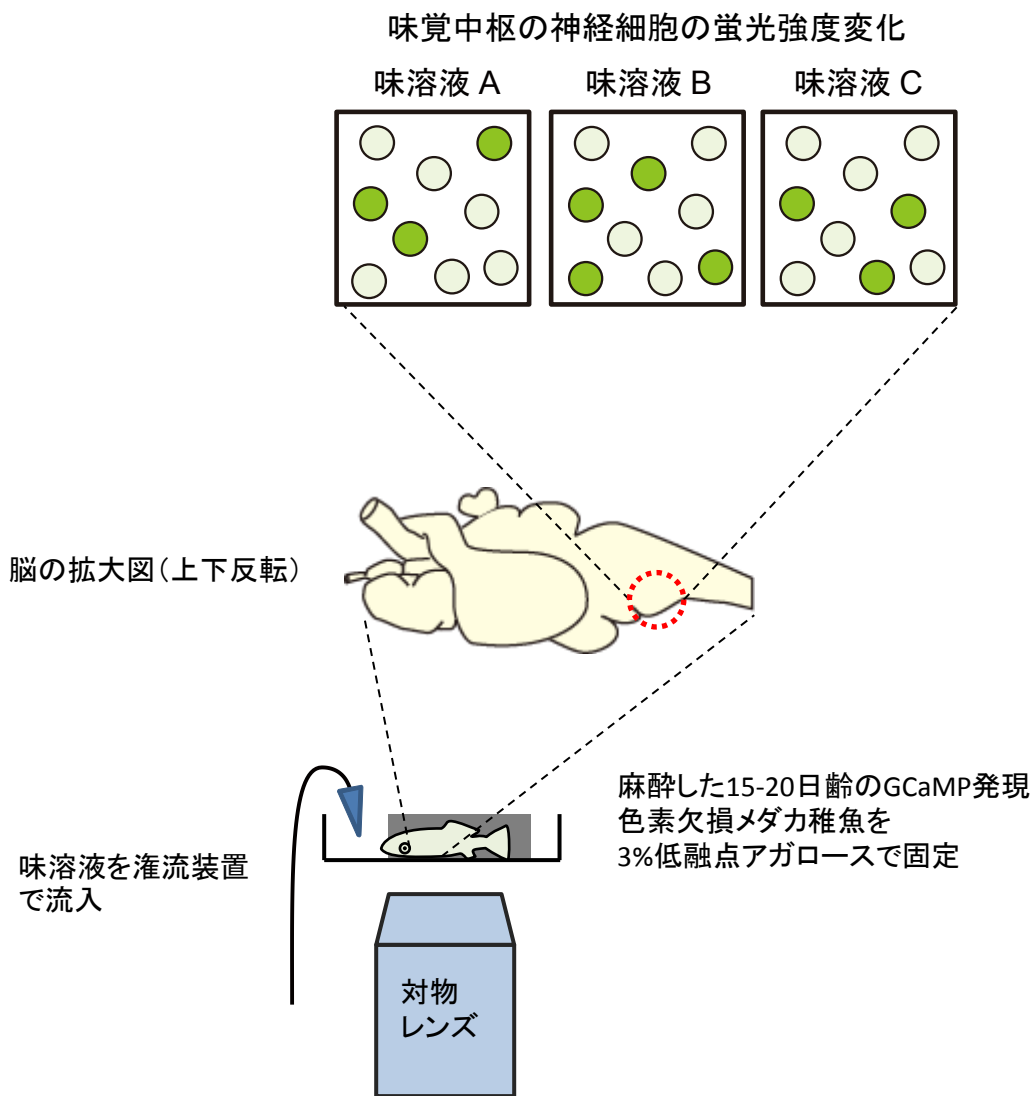 味覚中枢の神経細胞の蛍光強度変化
味溶液 A
味溶液 B
味溶液 C
脳の拡大図(上下反転)
麻酔した15-20日齢のGCaMP発現
色素欠損メダカ稚魚を
3%低融点アガロースで固定
味溶液を潅流装置
で流入
対物
レンズ